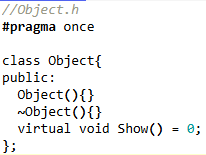 //Object.h
#pragma once

class Object{
public:
  Object(){}
  ~Object(){}
  virtual void Show() = 0;
};